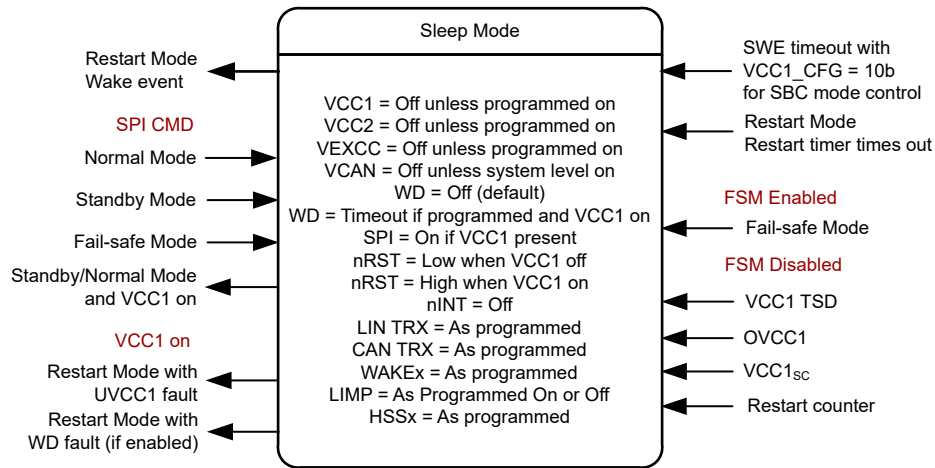 Sleep Mode
Restart Mode
Wake event
SPI CMD
Normal Mode
Standby Mode
Fail-safe Mode
Standby/Normal Mode
and VCC1 on
VCC1 on
Restart Mode with
UVCC1 fault
Restart Mode with
WD fault (if enabled)
VCC1 = Off unless programmed on
VCC2 = Off unless programmed on
VEXCC = Off unless programmed on
VCAN = Off unless system level on
WD = Off (default)
WD = Timeout if programmed and VCC1 on
SPI = On if VCC1 present
nRST = Low when VCC1 off
nRST = High when VCC1 on
nINT = Off
LIN TRX = As programmed
CAN TRX = As programmed
WAKEx = As programmed
LIMP = As Programmed On or Off
HSSx = As programmed
SWE timeout with
VCC1_CFG = 10b
for SBC mode control
Restart Mode
Restart timer times out
FSM Enabled
Fail-safe Mode
FSM Disabled
VCC1 TSD
OVCC1
VCC1SC
Restart counter